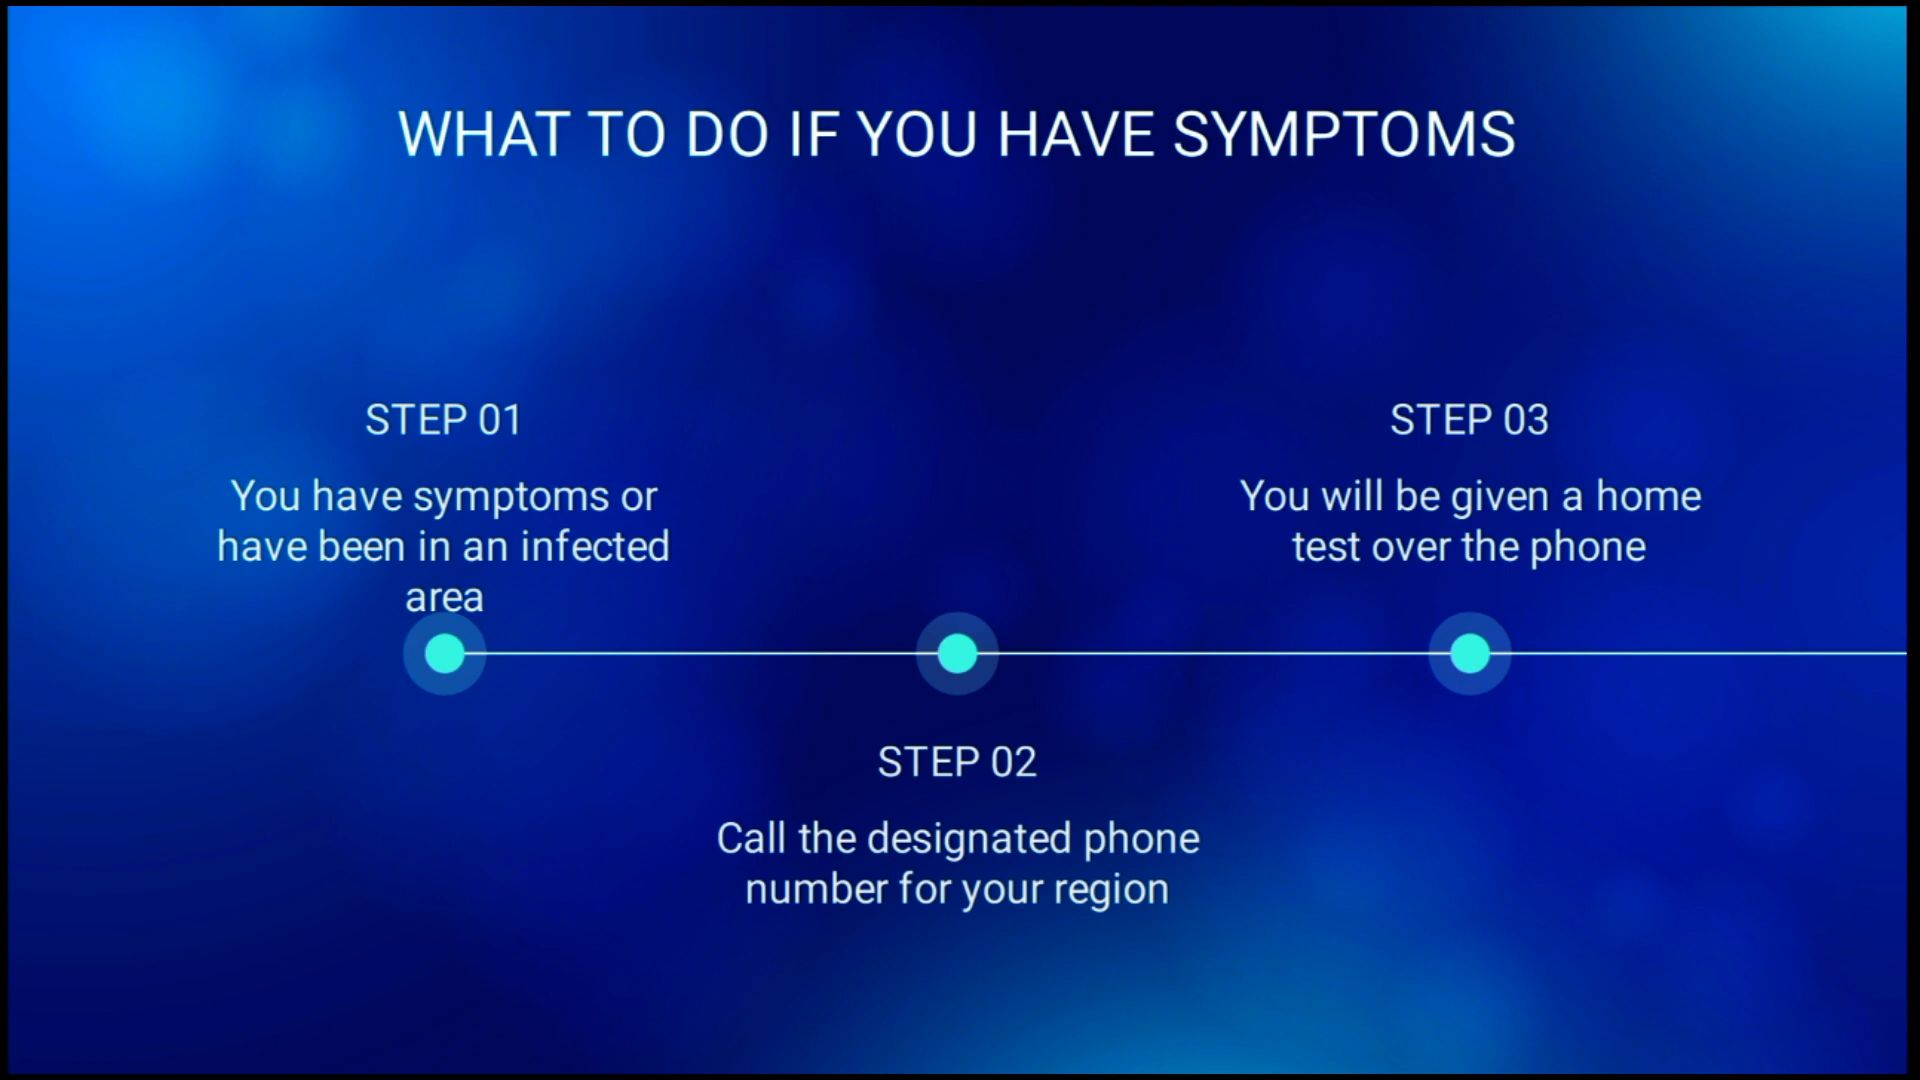 WHAT TO DO IF YOU HAVE SYMPTOMS
STEP 01
You have symptoms or
have been in an infected
area
STEP 02
Call the designated phone
number for your region
STEP 03
You will be given a home
test over the phone